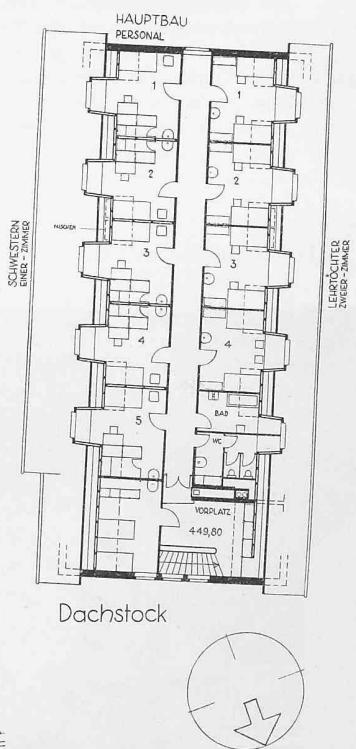 HAUPTBAU
PERSONAL
1
1
2
2
NISCHEN
3
3
4
4
5
SCHWESTERN
EINER-ZIMMER
LEHRTÖCHTER
ZWEIER-ZIMMER
BAD
WC
VORPLATZ
449,80
Dachstock